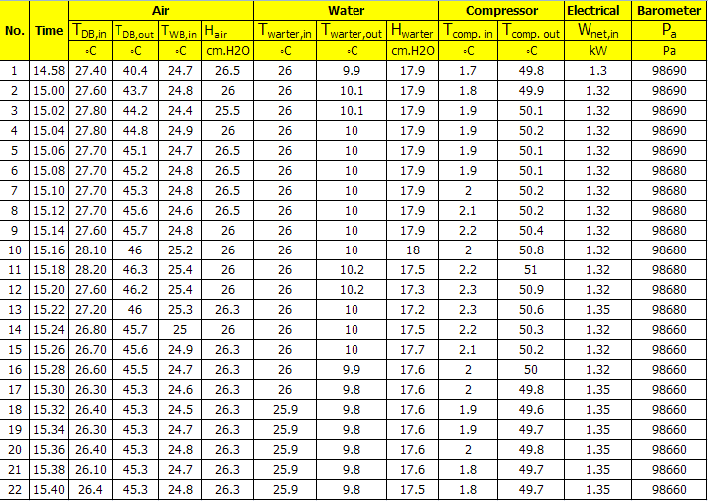 Air Water Compressor Electrical Barometer
No. Time TDB,in TDB,out TWB,in Hair Twarter,in Twarter,out Hwarter Tcomp. in Tcomp. out Wnet,in Pa
◦C ◦C ◦C cm.H2O ◦C ◦C cm.H2O ◦C ◦C kW Pa
1 14.58 27.40 40.4 24.7 26.5 26 9.9 17.9 1.7 49.8 1.3 98690
2 15.00 27.60 43.7 24.8 26 26 10.1 17.9 1.8 49.9 1.32 98690
3 15.02 27.80 44.2 24.4 25.5 26 10.1 17.9 1.9 50.1 1.32 98690
4 15.04 27.80 44.8 24.9 26 26 10 17.9 1.9 50.2 1.32 98690
5 15.06 27.70 45.1 24.7 26.5 26 10 17.9 1.9 50.1 1.32 98690
6 15.08 27.70 45.2 24.8 26.5 26 10 17.9 1.9 50.1 1.32 98680
7 15.10 27.70 45.3 24.8 26.5 26 10 17.9 2 50.2 1.32 98680
8 15.12 27.70 45.6 24.6 26.5 26 10 17.9 2.1 50.2 1.32 98680
9 15.14 27.60 45.7 24.8 26 26 10 17.9 2.2 50.4 1.32 98680
10 15.16 28.10 46 25.2 26 26 10 18 2 50.8 1.32 98680
11 15.18 28.20 46.3 25.4 26 26 10.2 17.5 2.2 51 1.32 98680
12 15.20 27.60 46.2 25.4 26 26 10.2 17.3 2.3 50.9 1.32 98680
13 15.22 27.20 46 25.3 26.3 26 10 17.2 2.3 50.6 1.35 98680
14 15.24 26.80 45.7 25 26 26 10 17.5 2.2 50.3 1.32 98660
15 15.26 26.70 45.6 24.9 26.3 26 10 17.7 2.1 50.2 1.32 98660
16 15.28 26.60 45.5 24.7 26.3 26 9.9 17.6 2 50 1.32 98660
17 15.30 26.30 45.3 24.6 26.3 26 9.8 17.6 2 49.8 1.35 98660
18 15.32 26.40 45.3 24.5 26.3 25.9 9.8 17.6 1.9 49.6 1.35 98660
19 15.34 26.30 45.3 24.7 26.3 25.9 9.8 17.6 1.9 49.7 1.35 98660
20 15.36 26.40 45.3 24.8 26.3 25.9 9.8 17.6 2 49.8 1.35 98660
21 15.38 26.10 45.3 24.7 26.3 25.9 9.8 17.6 1.8 49.7 1.35 98660
22 15.40 26.4 45.3 24.8 26.3 25.9 9.8 17.5 1.8 49.7 1.35 98660